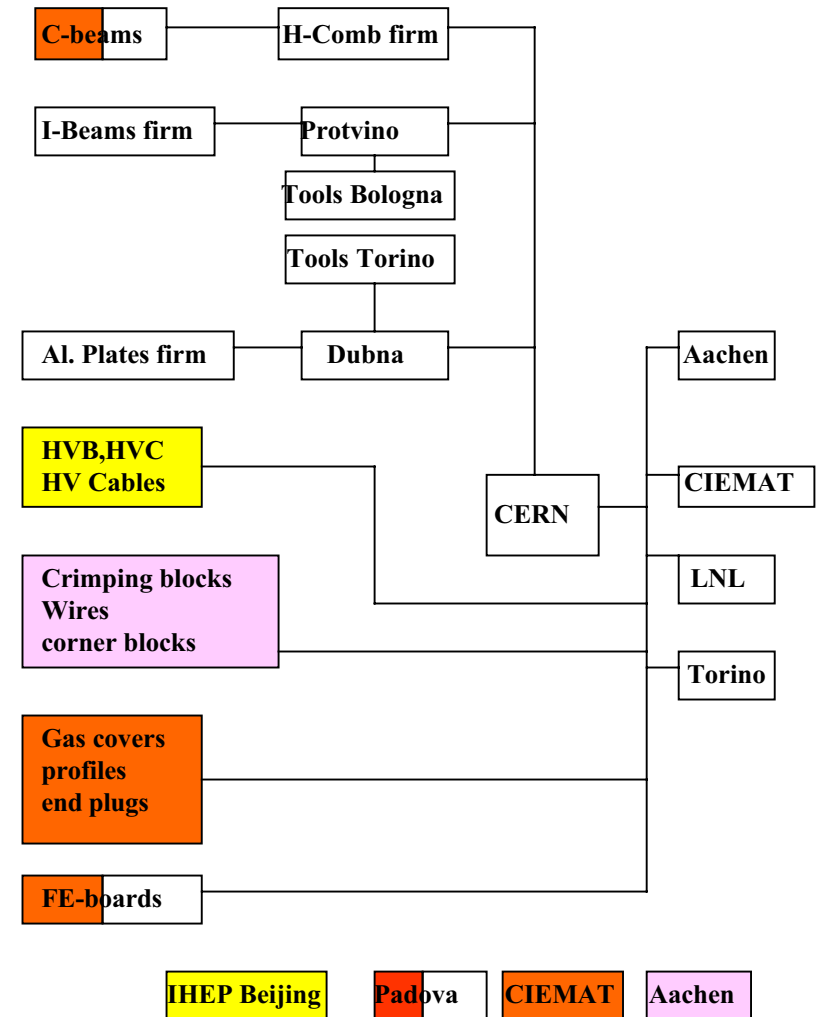 C-beams
H-Comb firm
I-Beams firm
Protvino
Tools Bologna
Tools Torino
Al. Plates firm
Dubna
Aachen
HVB,HVC
HV Cables
CERN
CIEMAT
Crimping blocks
Wires
corner blocks
LNL
Torino
Gas covers
profiles
end plugs
FE-boards
IHEP Beijing
Padova
CIEMAT
Aachen